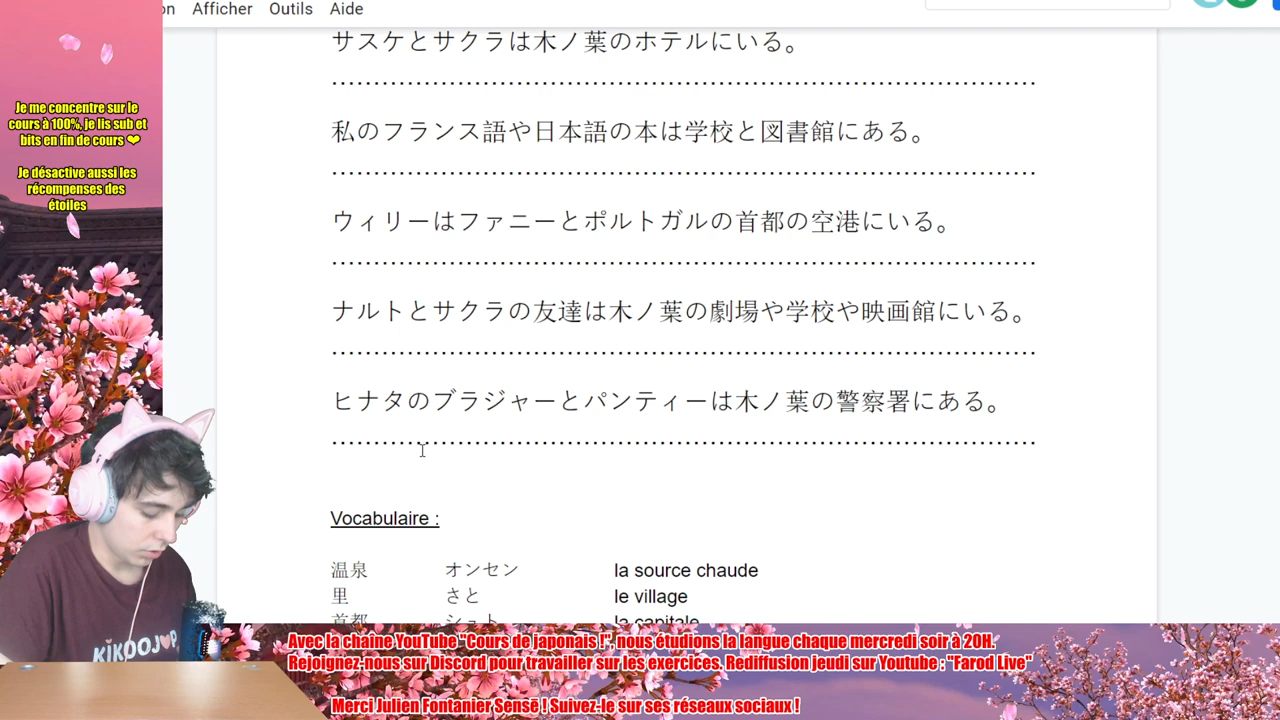 on Afficher Outils Aide
Je me concentre sur le
cours à 100%, je lis sub et
bits en fin de cours ❤
Je désactive aussi les
récompenses des
étoiles
サスケとサクラは木ノ葉のホテルにいる。
私のフランス語や日本語の本は学校と図書館にある。
ウィリーはファニーとポルトガルの首都の空港にいる。
ナルトとサクラの友達は木ノ葉の劇場や学校や映画館にいる。
ヒナタのブラジャーとパンティーは木ノ葉の警察署にある。
Vocabulaire :
温泉 オンセン la source chaude
里 さと le village
首都 シュト la capitale
Avec la chaîne YouTube "Cours de japonais !", nous étudions la langue chaque mercredi soir à 20H.
Rejoignez-nous sur Discord pour travailler sur les exercices. Rediffusion jeudi sur Youtube : "Farod Live"
Merci Julien Fontanier Sensē ! Suivez-le sur ses réseaux sociaux !